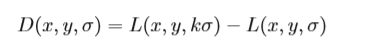 D(x, y, σ) = L(x, y, kσ) − L(x, y, σ)